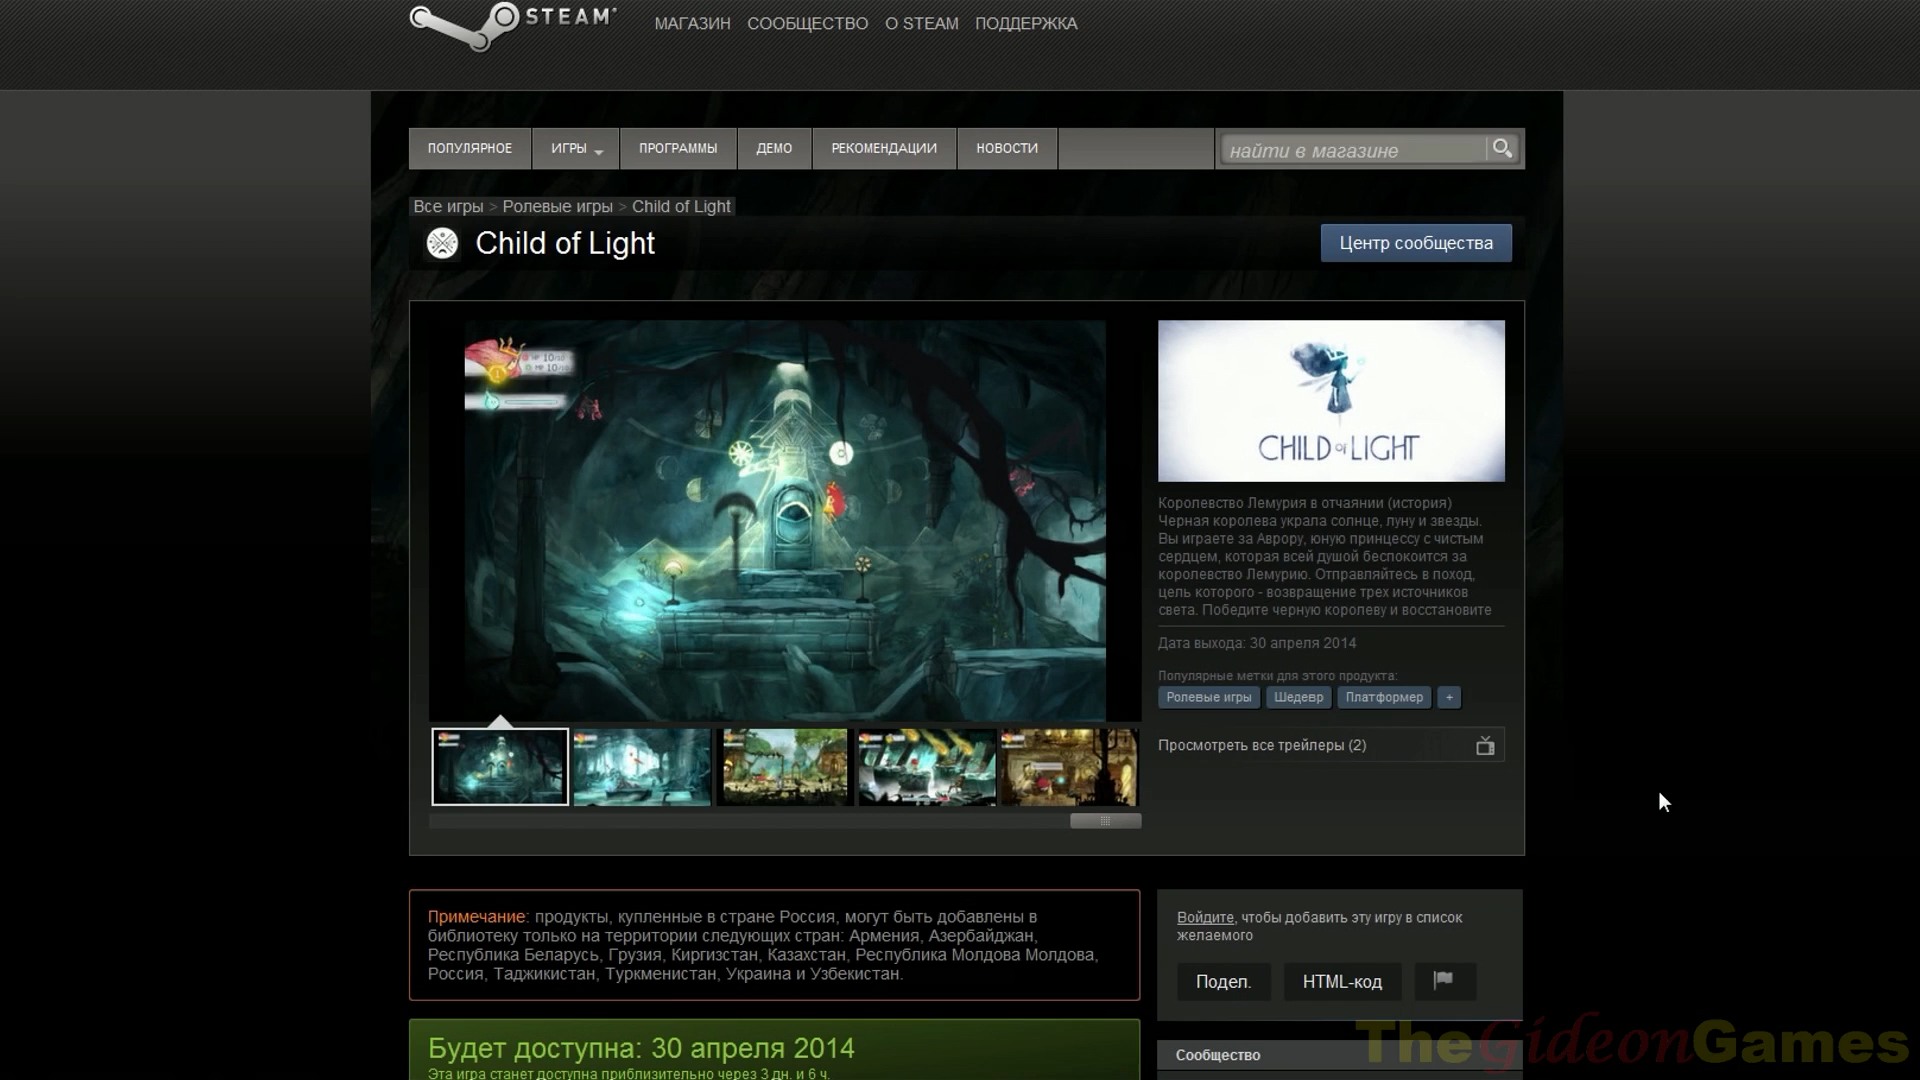 STEAM
МАГАЗИН СООБЩЕСТВО О STEAM ПОДДЕРЖКА
ПОПУЛЯРНОЕ ИГРЫ ПРОГРАММЫ ДЕМО РЕКОМЕНДАЦИИ НОВОСТИ найти в магазине
Все игры > Ролевые игры > Child of Light
Child of Light
Центр сообщества
CHILD of LIGHT
Королевство Лемурия в отчаянии (история)
Черная королева украла солнце, луну и звезды.
Вы играете за Аврору, юную принцессу с чистым
сердцем, которая всей душой беспокоится за
королевство Лемурию. Отправляйтесь в поход,
цель которого - возвращение трех источников
света. Победите черную королеву и восстановите
Дата выхода: 30 апреля 2014
Популярные метки для этого продукта:
Ролевые игры Шедевр Платформер +
Просмотреть все трейлеры (2)
Примечание: продукты, купленные в стране Россия, могут быть добавлены в
библиотеку только на территории следующих стран: Армения, Азербайджан,
Республика Беларусь, Грузия, Киргизстан, Казахстан, Республика Молдова Молдова,
Россия, Таджикистан, Туркменистан, Украина и Узбекистан.
Войдите, чтобы добавить эту игру в список
желаемого
Подел. HTML-код
Будет доступна: 30 апреля 2014
Эта игра станет доступна приблизительно через 3 дн. и 6 ч.
Сообщество
TheGideonGames